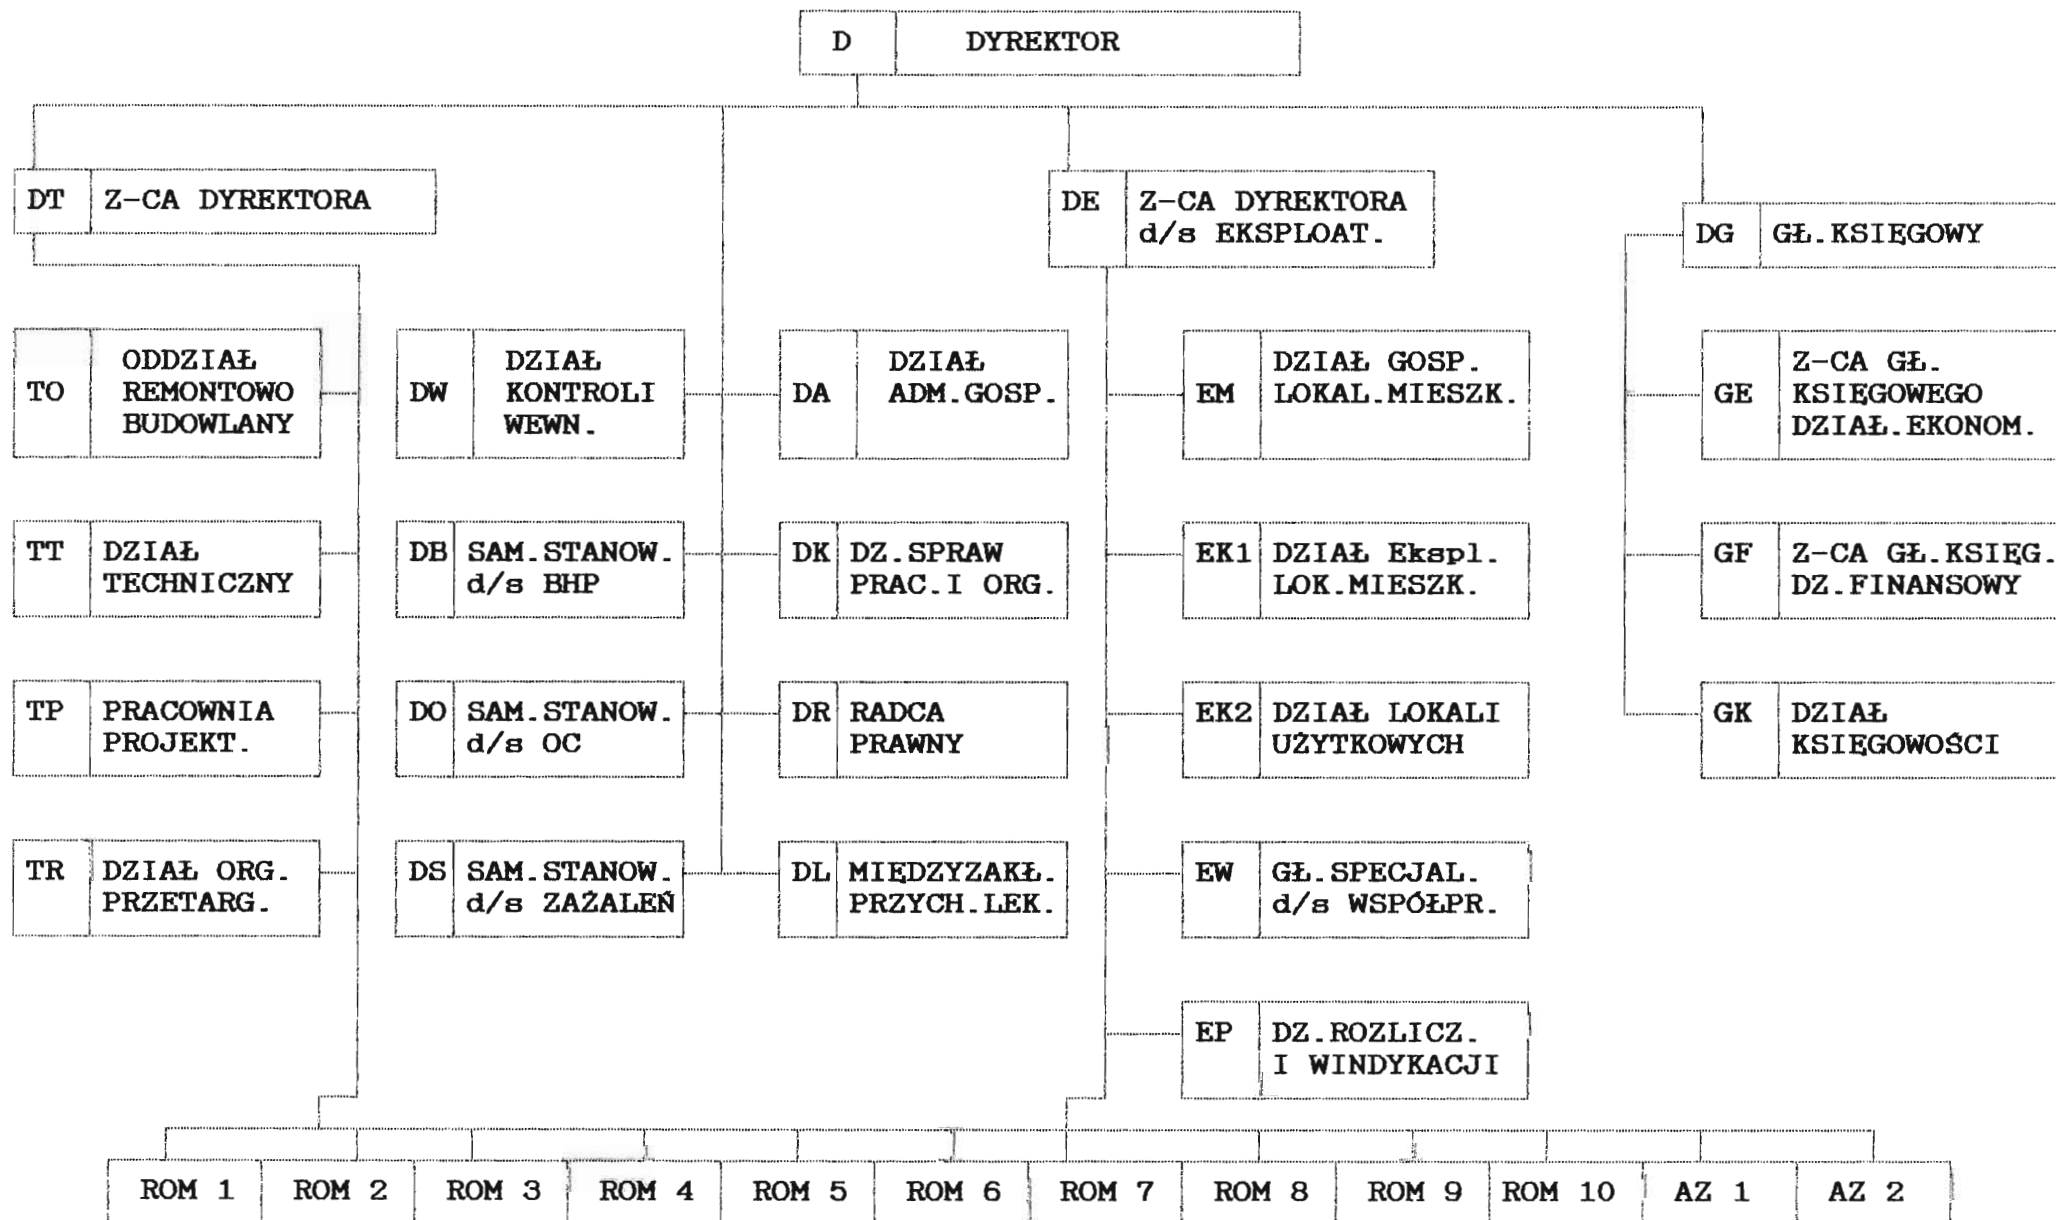 D DYREKTOR
DT Z-CA DYREKTORA
DE Z-CA DYREKTORA
d/s EKSPLOAT.
DG GŁ.KSIĘGOWY
TO ODDZIAŁ
REMONTOWO
BUDOWLANY
DW DZIAŁ
KONTROLI
WEWN.
DA DZIAŁ
ADM.GOSP.
EM DZIAŁ GOSP.
LOKAL.MIESZK.
GE Z-CA GŁ.
KSIĘGOWEGO
DZIAŁ.EKONOM.
TT DZIAŁ
TECHNICZNY
DB SAM.STANOW.
d/s BHP
DK DZ.SPRAW
PRAC.I ORG.
EK1 DZIAŁ Ekspl.
LOK.MIESZK.
GF Z-CA GŁ.KSIĘG.
DZ.FINANSOWY
TP PRACOWNIA
PROJEKT.
DO SAM.STANOW.
d/s OC
DR RADCA
PRAWNY
EK2 DZIAŁ LOKALI
UŻYTKOWYCH
GK DZIAŁ
KSIĘGOWOŚCI
TR DZIAŁ ORG.
PRZETARG.
DS SAM.STANOW.
d/s ZAŻALEŃ
DL MIĘDZYZAKŁ.
PRZYCH.LEK.
EW GŁ.SPECJAL.
d/s WSPÓŁPR.
EP DZ.ROZLICZ.
I WINDYKACJI
ROM 1 ROM 2 ROM 3 ROM 4 ROM 5 ROM 6 ROM 7 ROM 8 ROM 9 ROM 10 AZ 1 AZ 2